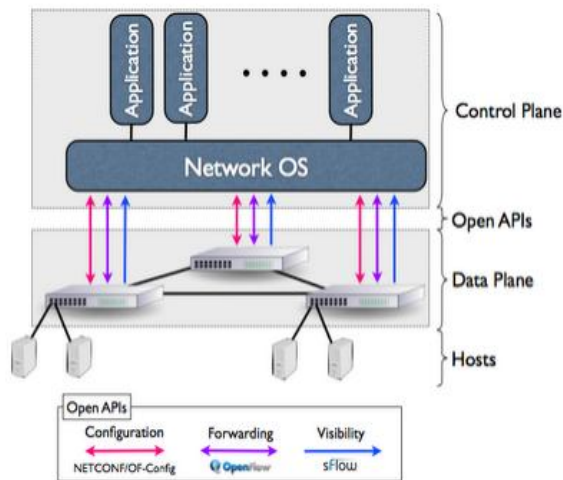 Application
Application
Application
Network OS
Control Plane
Open APIs
Data Plane
Hosts
Open APIs
Configuration
Forwarding
Visibility
NETCONF/OF-Config
OpenFlow
sFlow